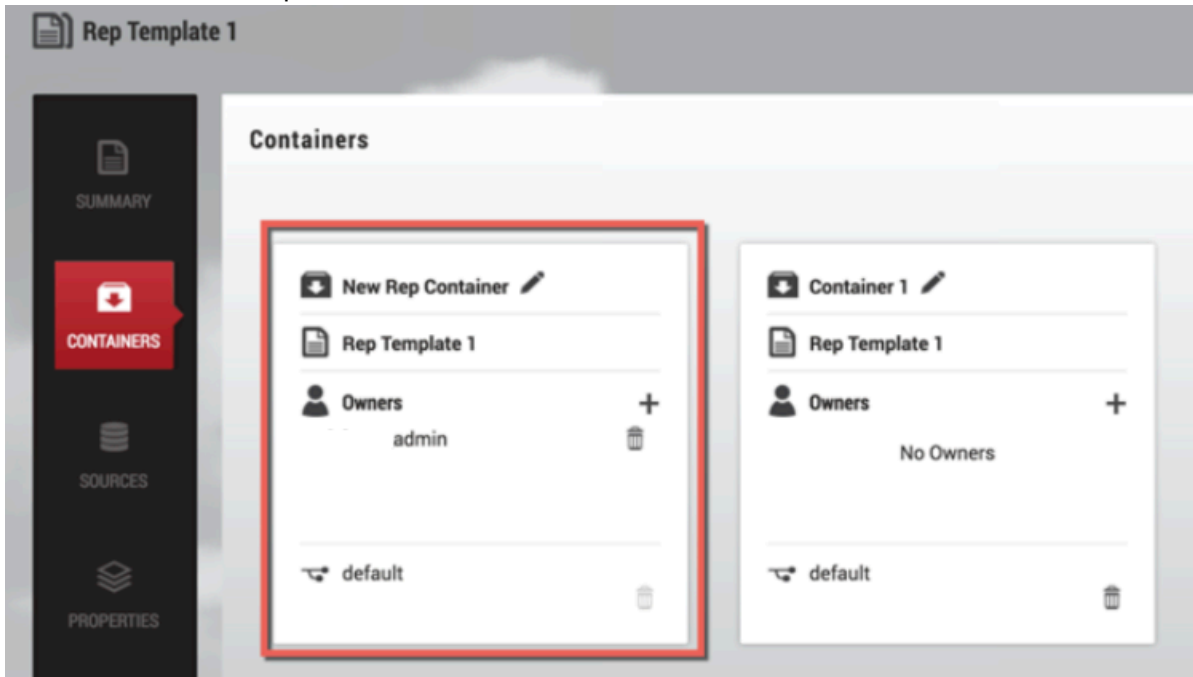 Rep Template 1
SUMMARY
CONTAINERS
SOURCES
PROPERTIES
Containers
New Rep Container
Rep Template 1
Owners
admin
default
Container 1
Rep Template 1
Owners
No Owners
default